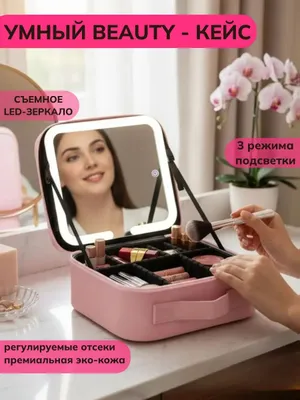 УМНЫЙ BEAUTY - КЕЙС
СЪЕМНОЕ
LED-ЗЕРКАЛО
3 режима
подсветки
регулируемые отсеки
премиальная эко-кожа